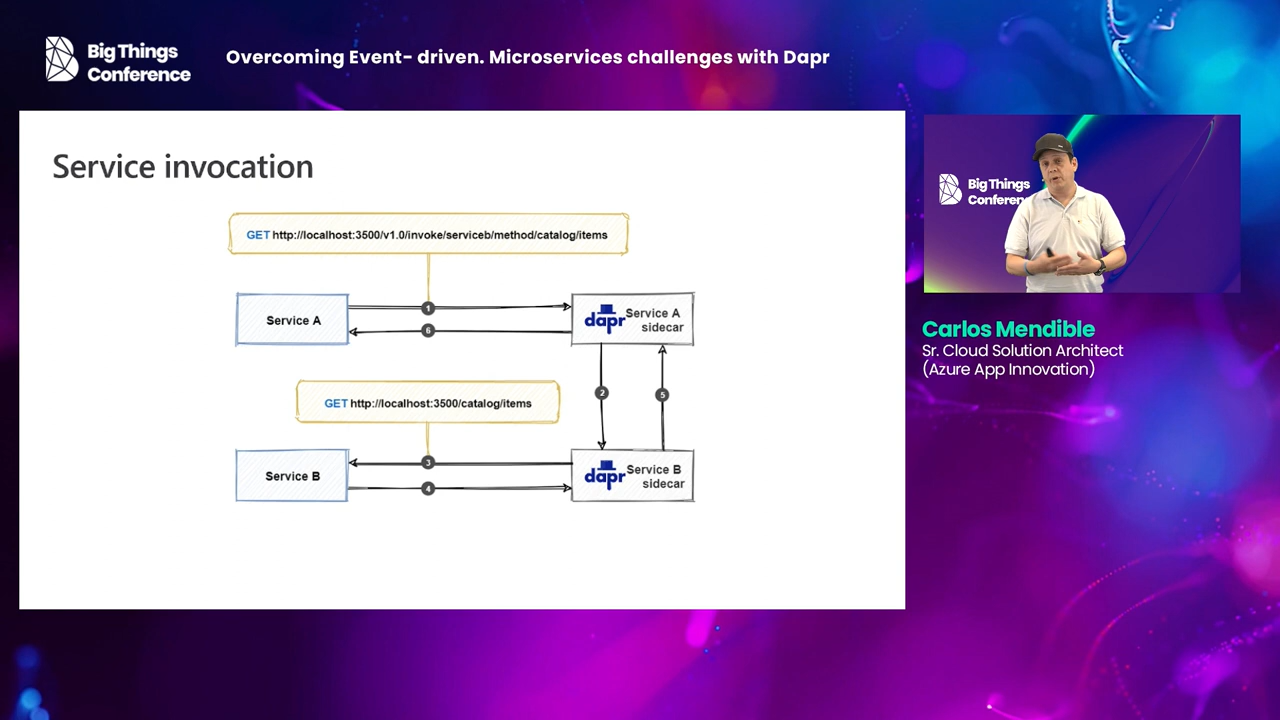 Big Things
Conference
Overcoming Event- driven. Microservices challenges with Dapr
Service invocation
GET http://localhost:3500/v1.0/invoke/serviceb/method/catalog/items
Service A
1
6
dapr
Service A
sidecar
2
5
GET http://localhost:3500/catalog/items
Service B
3
4
dapr
Service B
sidecar
Big Things
Conferen
Carlos Mendible
Sr. Cloud Solution Architect
(Azure App Innovation)